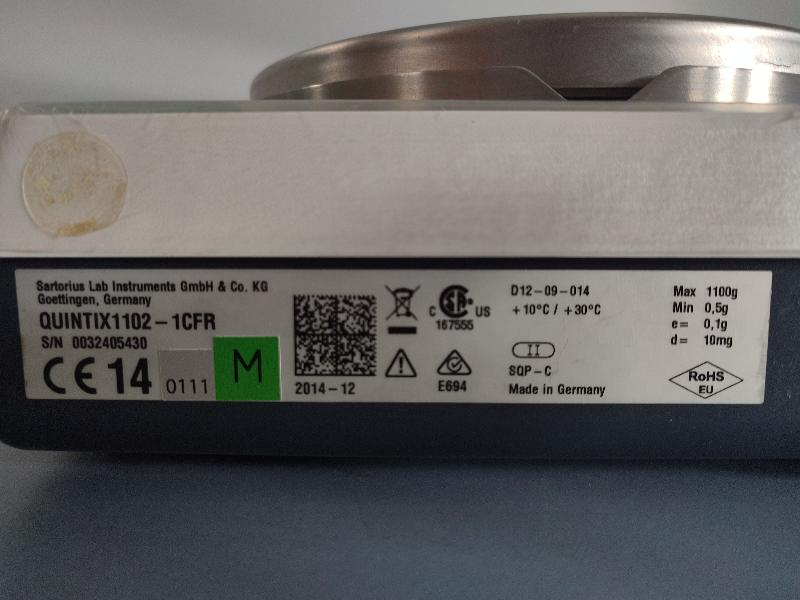 Sartorius Lab Instruments GmbH & Co. KG
Goettingen, Germany
QUINTIX1102-1CFR
S/N 0032405430
CE 14 0111 M
2014-12
C SA US
167555
E694
D12-09-014
+10°C / +30°C
II
SQP-C
Made in Germany
Max 1100g
Min 0,5g
e= 0,1g
d= 10mg
RoHS
EU